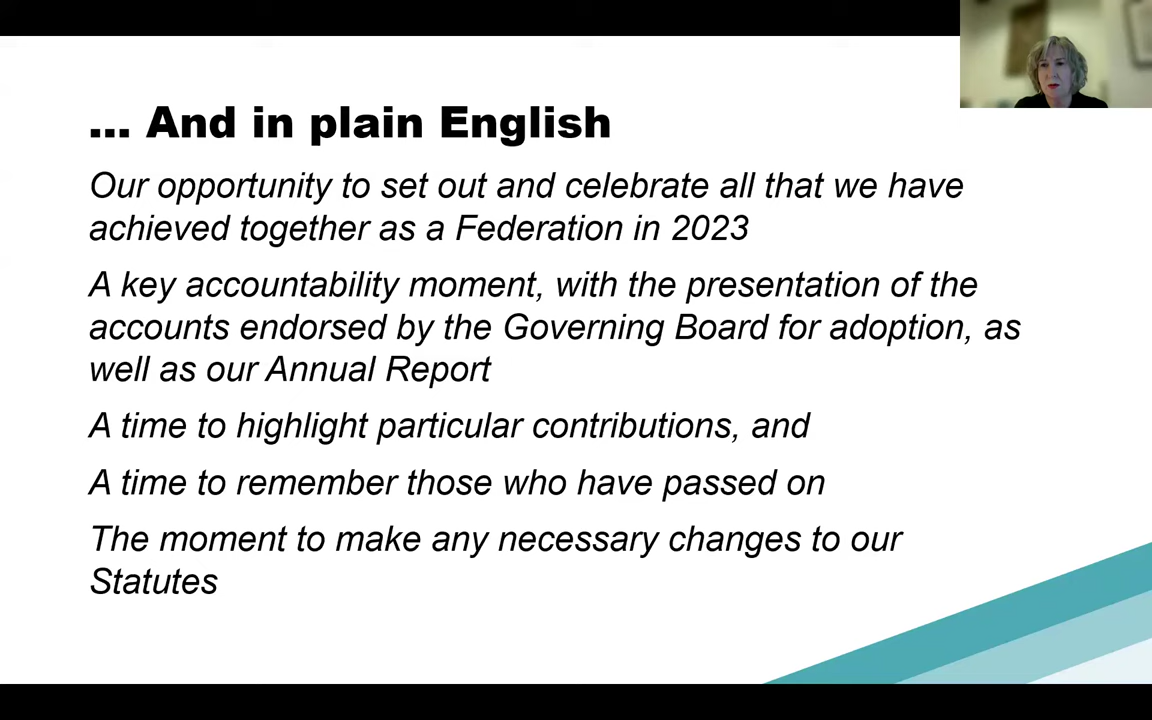 ... And in plain English
Our opportunity to set out and celebrate all that we have
achieved together as a Federation in 2023
A key accountability moment, with the presentation of the
accounts endorsed by the Governing Board for adoption, as
well as our Annual Report
A time to highlight particular contributions, and
A time to remember those who have passed on
The moment to make any necessary changes to our
Statutes